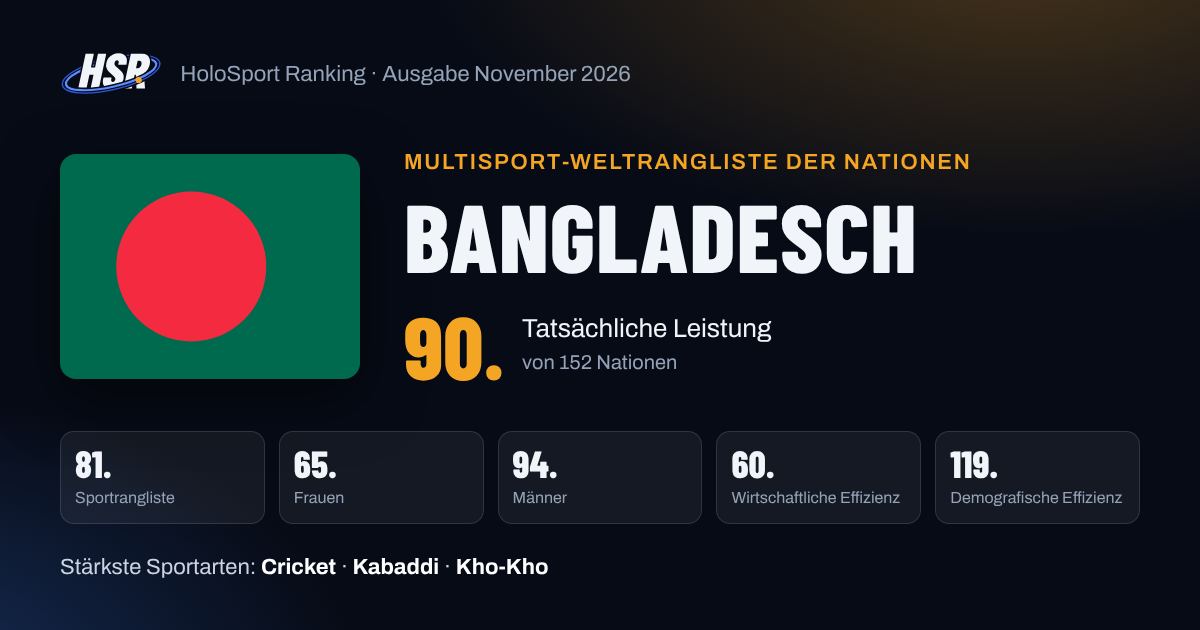 HSR
HoloSport Ranking · Ausgabe November 2026
MULTISPORT-WELTRANGLISTE DER NATIONEN
BANGLADESCH
90.
Tatsächliche Leistung
von 152 Nationen
81.
Sportrangliste
65.
Frauen
94.
Männer
60.
Wirtschaftliche Effizienz
119.
Demografische Effizienz
Stärkste Sportarten: Cricket · Kabaddi · Kho-Kho